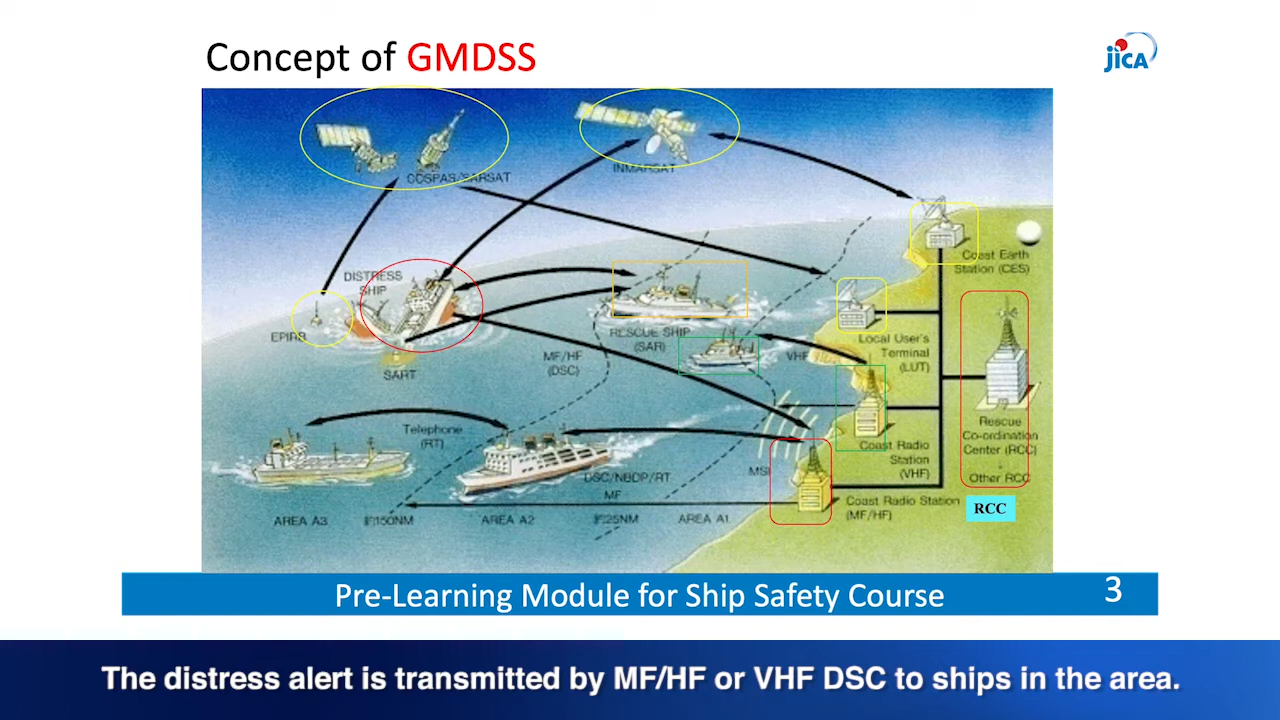 Concept of GMDSS
JICA
COSPAS/SARSAT
INMARSAT
Coast Earth
Station (CES)
DISTRESS
SHIP
EPIRB
SART
RESCUE SHIP
(SAR)
MF/HF
(DSC)
VHF
Local User's
Terminal
(LUT)
Rescue
Co-ordination
Center (RCC)
Other RCC
RCC
Telephone
(RT)
Coast Radio
Station
(VHF)
MSI
DSC/NBDP/RT
MF
Coast Radio Station
(MF/HF)
AREA A3
150NM
AREA A2
25NM
AREA A1
Pre-Learning Module for Ship Safety Course
3
The distress alert is transmitted by MF/HF or VHF DSC to ships in the area.